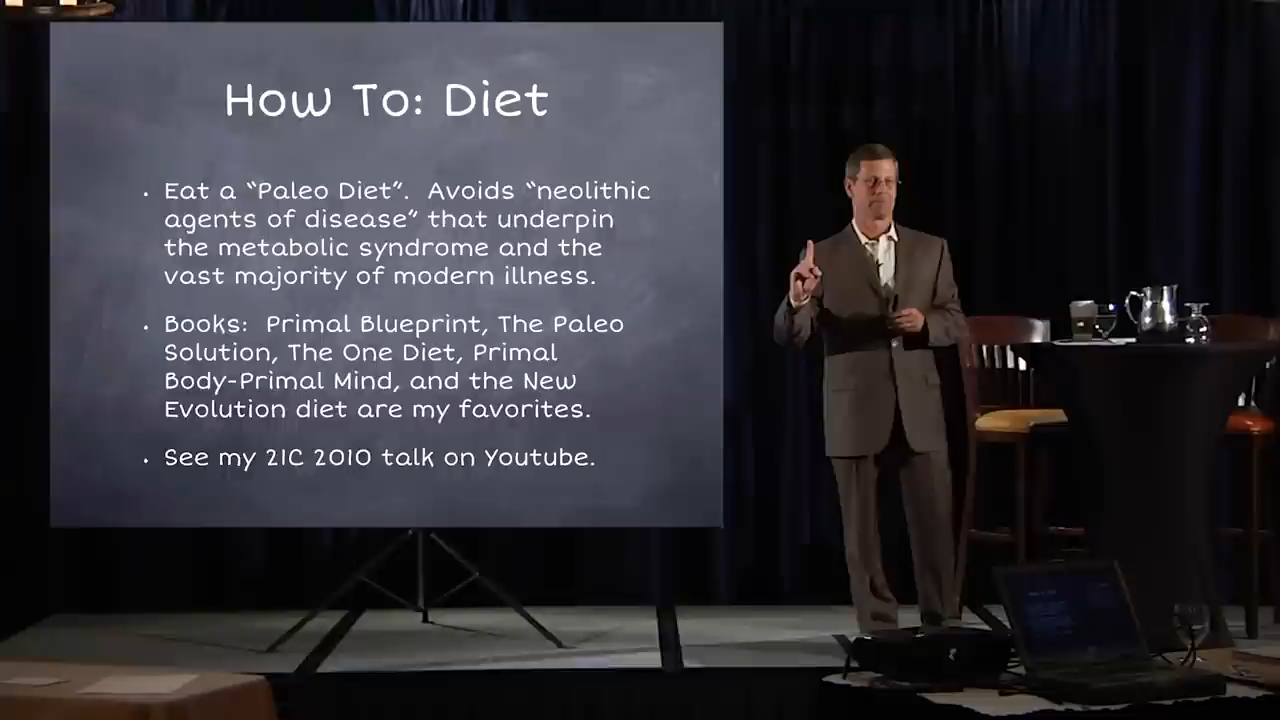 How To: Diet
• Eat a “Paleo Diet”. Avoids “neolithic
agents of disease” that underpin
the metabolic syndrome and the
vast majority of modern illness.
• Books: Primal Blueprint, The Paleo
Solution, The One Diet, Primal
Body-Primal Mind, and the New
Evolution diet are my favorites.
• See my 21C 2010 talk on Youtube.